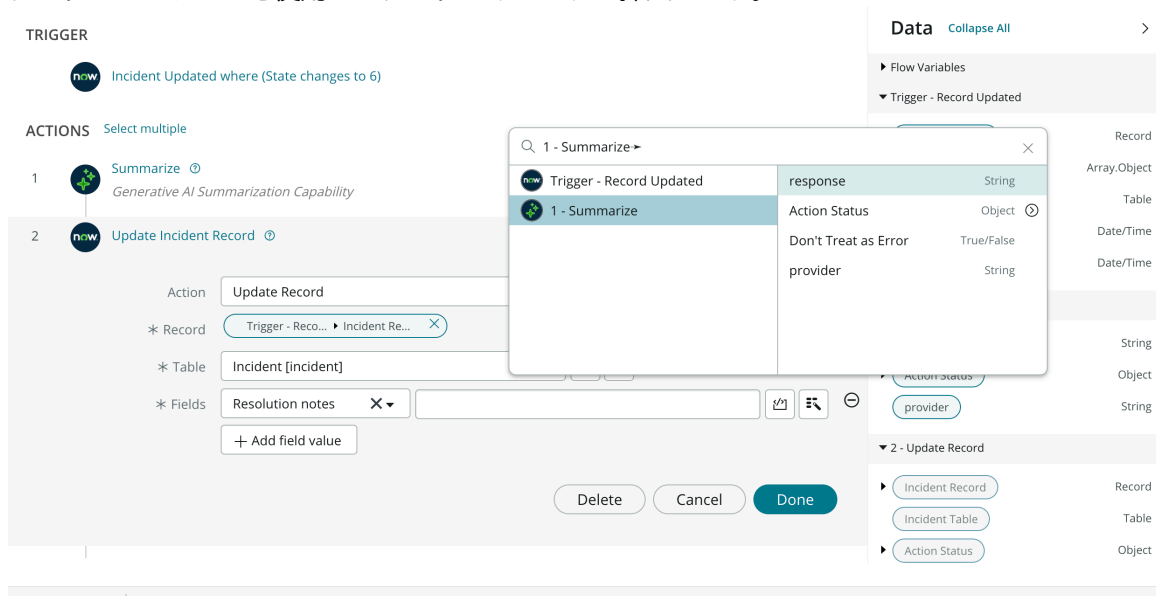 TRIGGER
now
Incident Updated where (State changes to 6)
ACTIONS Select multiple
1
Summarize
Generative AI Summarization Capability
2
now
Update Incident Record
Action
Update Record
Record
Trigger - Reco... Incident Re...
Table
Incident [incident]
Fields
Resolution notes
+ Add field value
Delete
Cancel
Done
1 - Summarize
now Trigger - Record Updated
1 - Summarize
response String
Action Status Object
Don't Treat as Error True/False
provider String
Data Collapse All
Flow Variables
Trigger - Record Updated
Record
Array.Object
Table
Date/Time
Date/Time
String
Action Status Object
provider String
2 - Update Record
Incident Record Record
Incident Table Table
Action Status Object